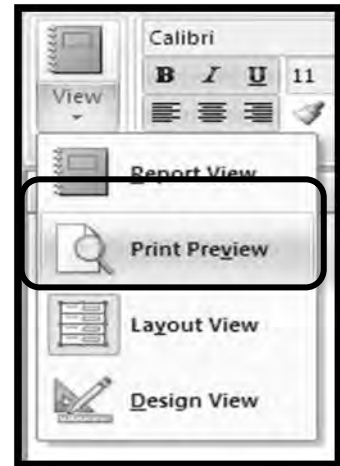 Calibri
B I U 11
View
Report View
Print Preview
Layout View
Design View